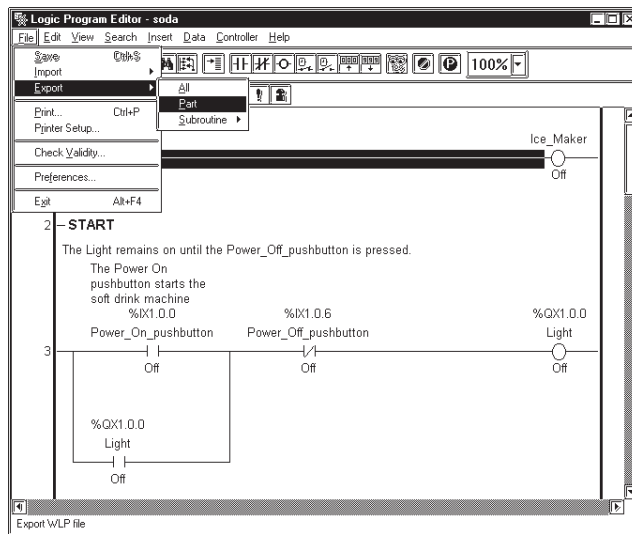 Logic Program Editor - soda
File Edit View Search Insert Data Controller Help
100%
Save Ctrl+S
Import
Export
Print... Ctrl+P
Printer Setup...
Check Validity...
Preferences...
Exit Alt+F4
All
Part
Subroutine
Ice_Maker
Off
2 START
The Light remains on until the Power_Off_pushbutton is pressed.
The Power On
pushbutton starts the
soft drink machine
%IX1.0.0 %IX1.0.6 %QX1.0.0
Power_On_pushbutton Power_Off_pushbutton Light
3
Off Off Off
%QX1.0.0
Light
Off
Export WLP file